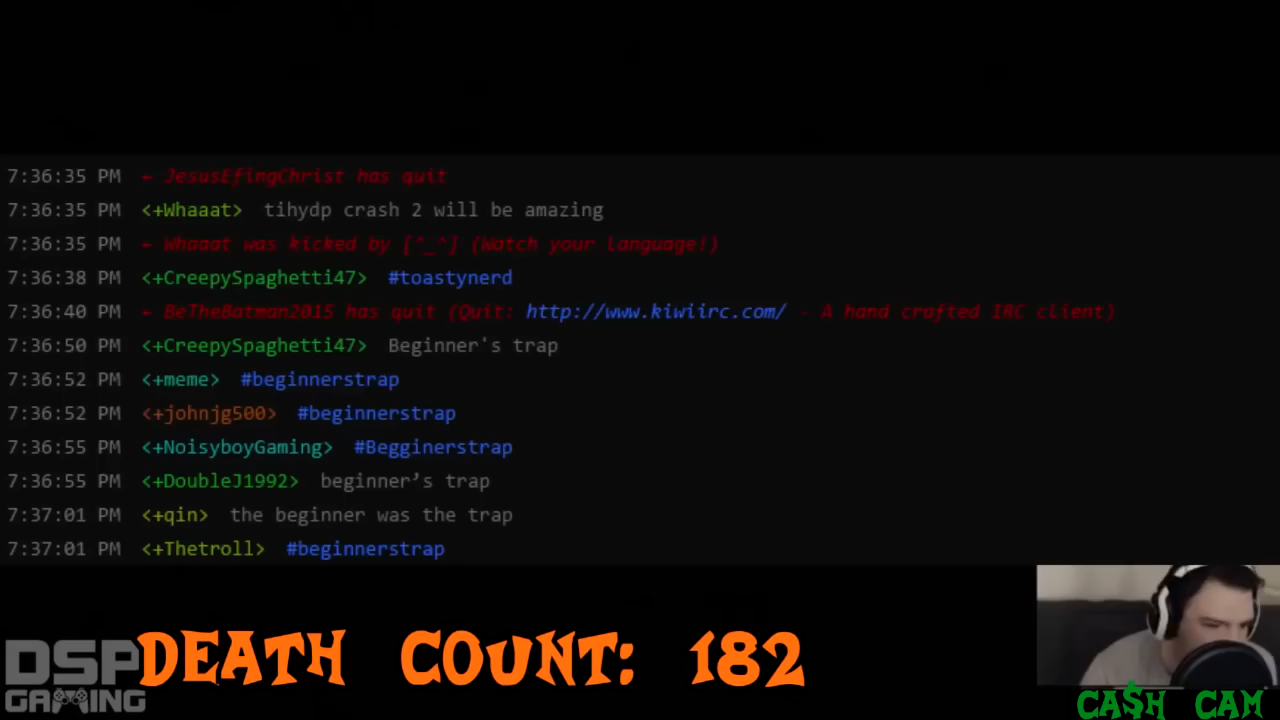 7:36:35 PM ← JesusEfingChrist has quit
7:36:35 PM <+Whaaat> tihydp crash 2 will be amazing
7:36:35 PM ← Whaaat was kicked by [^_^] (Watch your language!)
7:36:38 PM <+CreepySpaghetti47> #toastynerd
7:36:40 PM ← BeTheBatman2015 has quit (Quit: http://www.kiwiirc.com/ - A hand crafted IRC client)
7:36:50 PM <+CreepySpaghetti47> Beginner's trap
7:36:52 PM <+meme> #beginnerstrap
7:36:52 PM <+johnjg500> #beginnerstrap
7:36:55 PM <+NoisyboyGaming> #Begginerstrap
7:36:55 PM <+DoubleJ1992> beginner’s trap
7:37:01 PM <+qin> the beginner was the trap
7:37:01 PM <+Thetroll> #beginnerstrap
DSP
GAMING
DEATH COUNT: 182
CA$H CAM